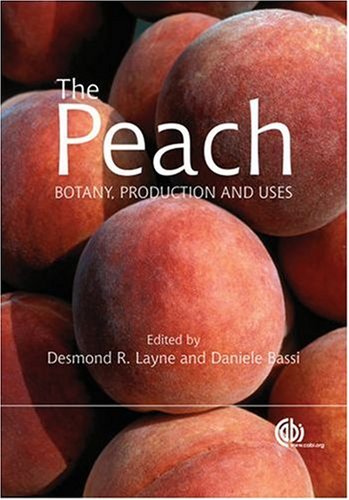 The
Peach
BOTANY, PRODUCTION AND USES
Edited by
Desmond R. Layne and Daniele Bassi
cabi
www.cabi.org